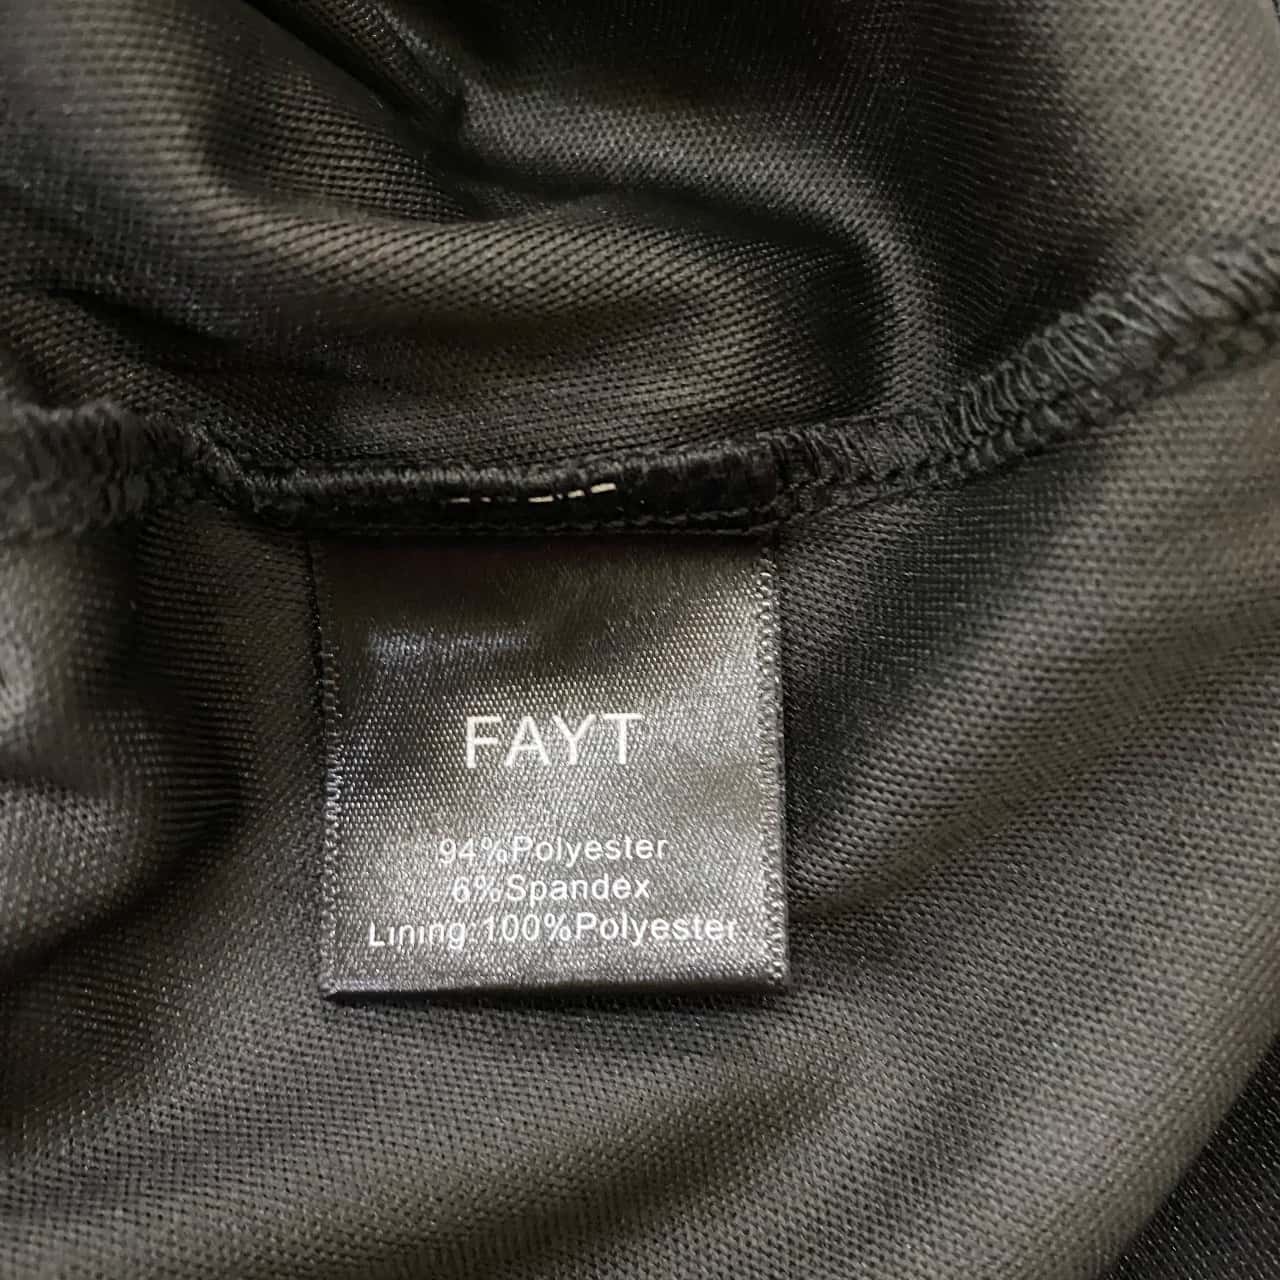 FAYT
94%Polyester
6%Spandex
Lining 100%Polyester